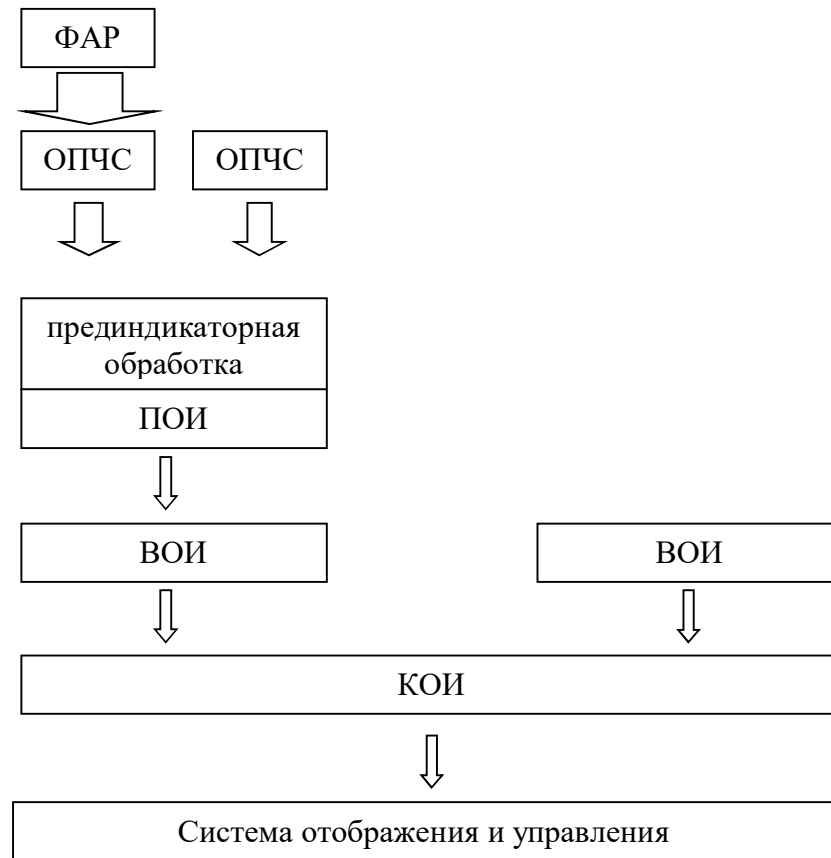 ФАР
ОПЧС ОПЧС
прединдикаторная
обработка
ПОИ
ВОИ ВОИ
КОИ
Система отображения и управления